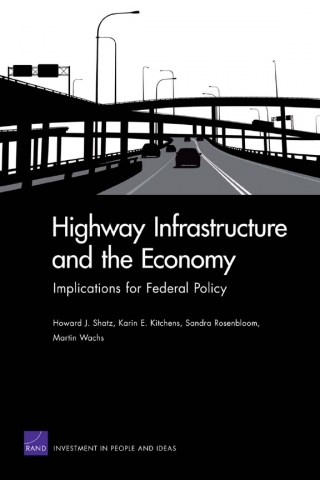 Highway Infrastructure
and the Economy
Implications for Federal Policy
Howard J. Shatz, Karin E. Kitchens, Sandra Rosenbloom,
Martin Wachs
RAND
INVESTMENT IN PEOPLE AND IDEAS